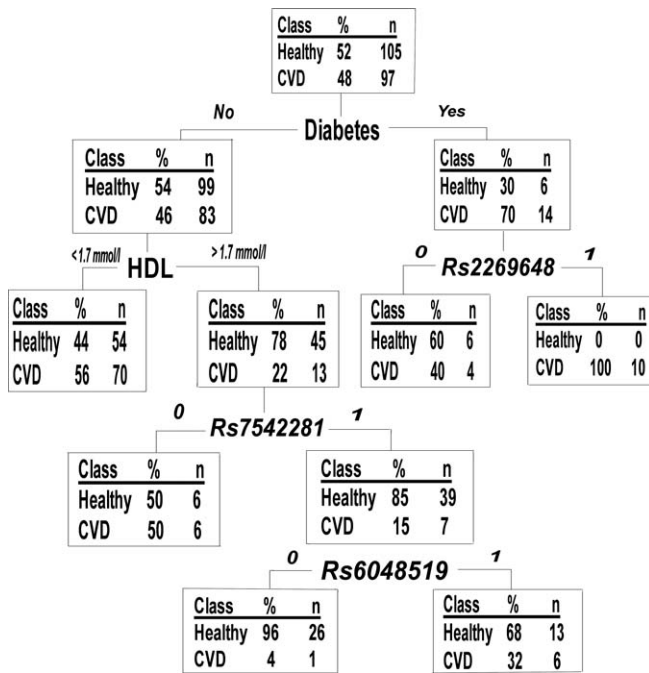 Class % n
Healthy 52 105
CVD 48 97
No
Yes
Diabetes
Class % n
Healthy 54 99
CVD 46 83
Class % n
Healthy 30 6
CVD 70 14
<1.7 mmol/l
HDL
>1.7 mmol/l
0
Rs2269648
1
Class % n
Healthy 44 54
CVD 56 70
Class % n
Healthy 78 45
CVD 22 13
Class % n
Healthy 60 6
CVD 40 4
Class % n
Healthy 0 0
CVD 100 10
0
Rs7542281
1
Class % n
Healthy 50 6
CVD 50 6
Class % n
Healthy 85 39
CVD 15 7
0
Rs6048519
1
Class % n
Healthy 96 26
CVD 4 1
Class % n
Healthy 68 13
CVD 32 6